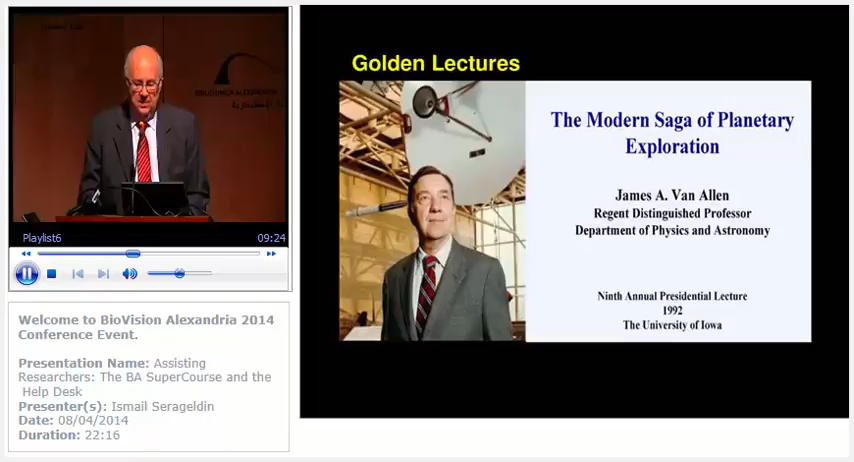 BIBLIOTHECA ALEXANDRINA
Playlist6
09:24
Welcome to BioVision Alexandria 2014
Conference Event.
Presentation Name: Assisting
Researchers: The BA SuperCourse and the
Help Desk
Presenter(s): Ismail Serageldin
Date: 08/04/2014
Duration: 22:16
Golden Lectures
The Modern Saga of Planetary
Exploration
James A. Van Allen
Regent Distinguished Professor
Department of Physics and Astronomy
Ninth Annual Presidential Lecture
1992
The University of Iowa